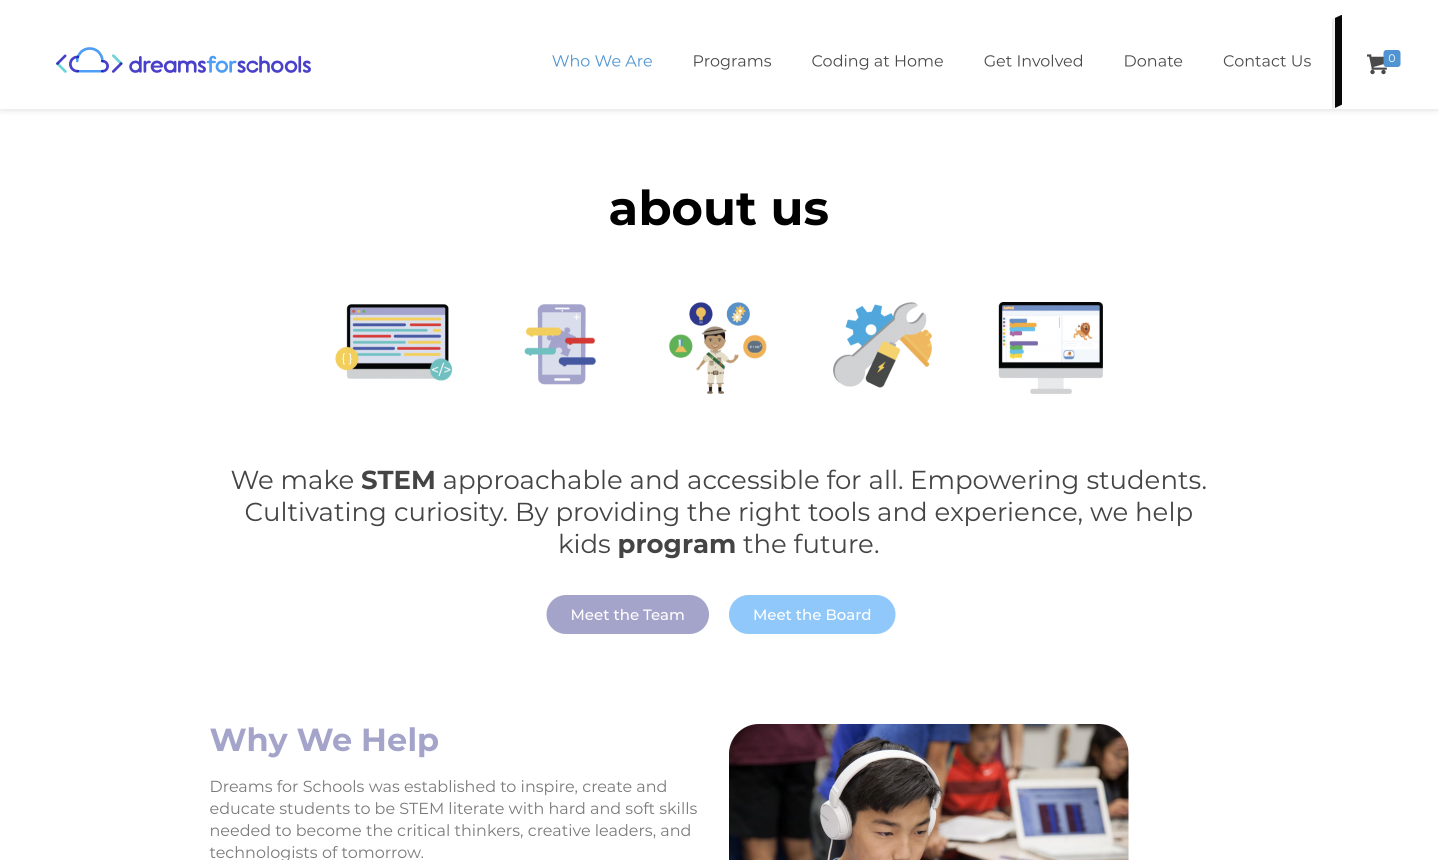 dreamsforschools
Who We Are
Programs
Coding at Home
Get Involved
Donate
Contact Us
0
about us
We make STEM approachable and accessible for all. Empowering students.
Cultivating curiosity. By providing the right tools and experience, we help
kids program the future.
Meet the Team
Meet the Board
Why We Help
Dreams for Schools was established to inspire, create and
educate students to be STEM literate with hard and soft skills
needed to become the critical thinkers, creative leaders, and
technologists of tomorrow.